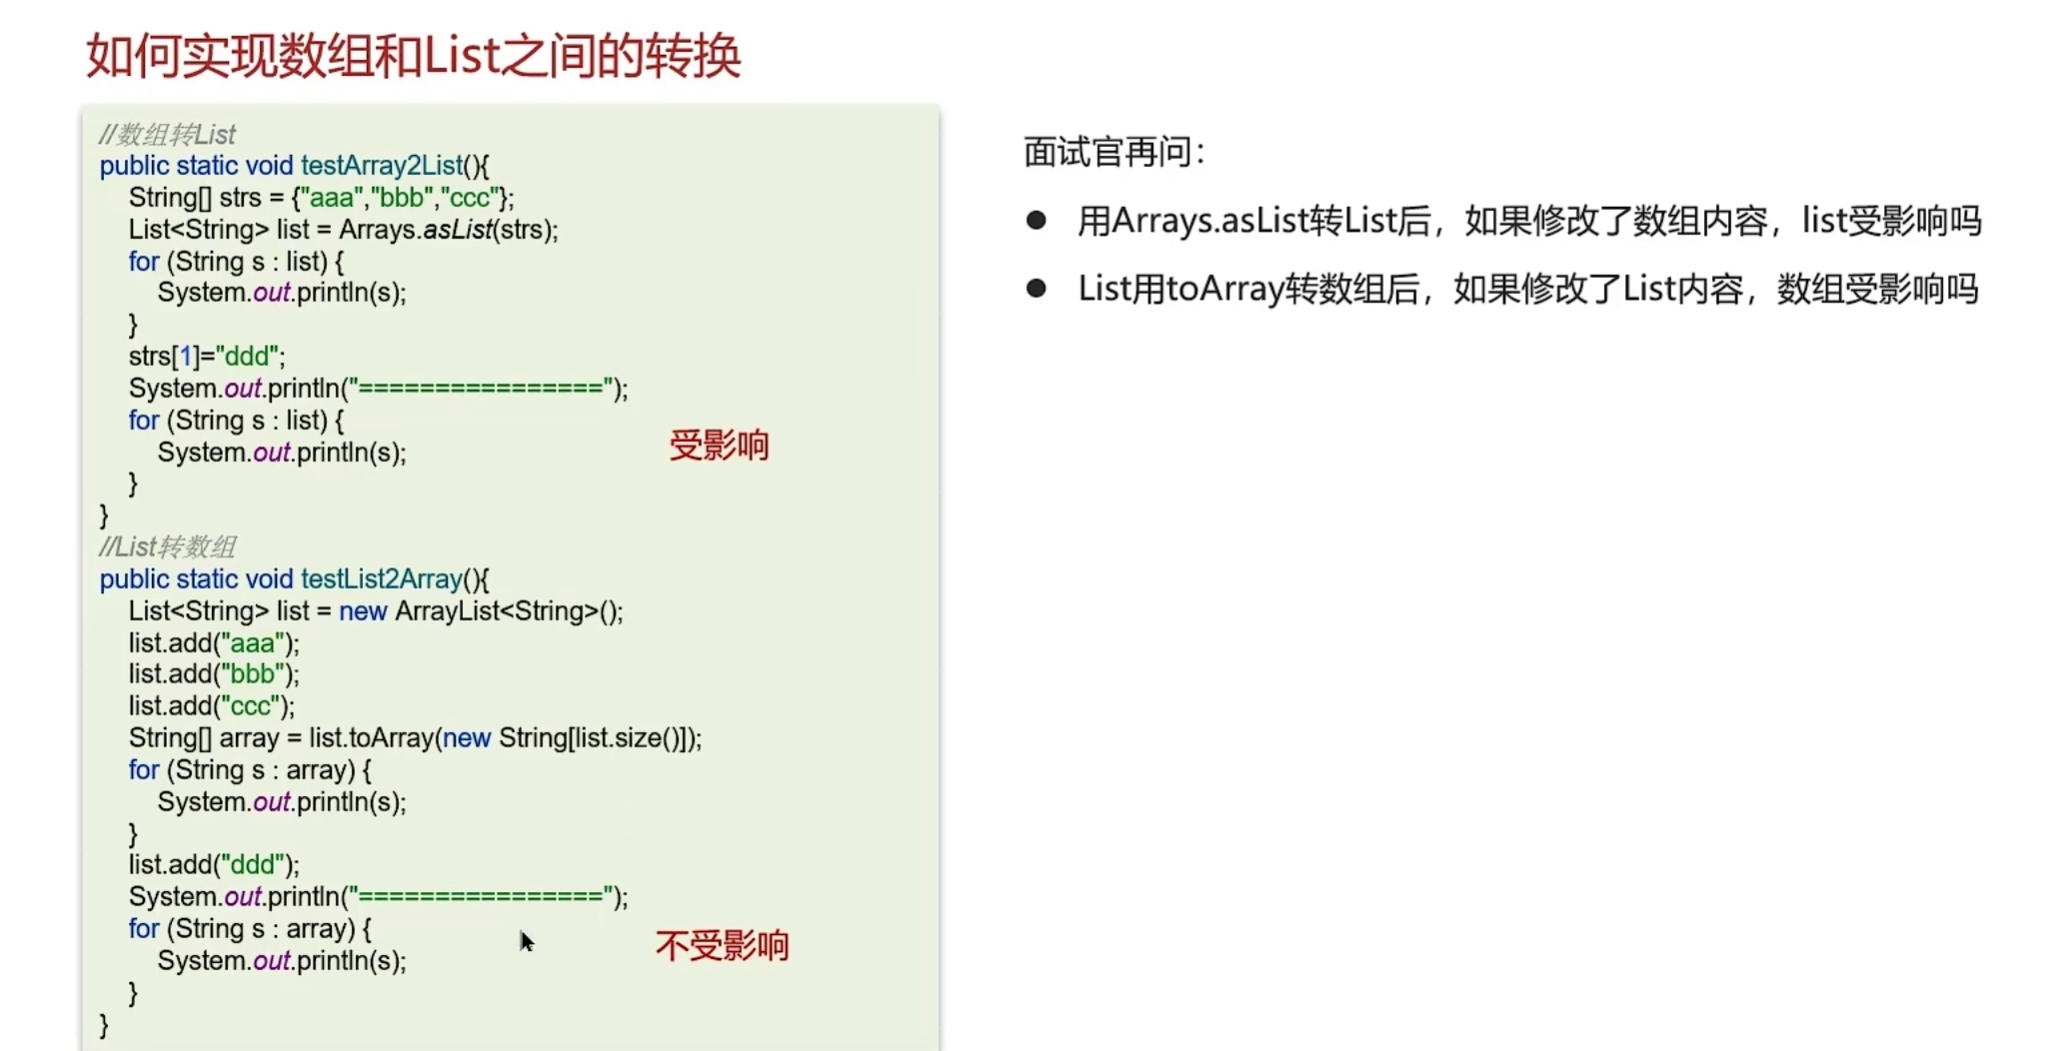 如何实现数组和List之间的转换
//数组转List
public static void testArray2List(){
String[] strs = {"aaa","bbb","ccc"};
List<String> list = Arrays.asList(strs);
for (String s : list) {
System.out.println(s);
}
strs[1]="ddd";
System.out.println("================");
for (String s : list) {
System.out.println(s);
}
}
受影响
//List转数组
public static void testList2Array(){
List<String> list = new ArrayList<String>();
list.add("aaa");
list.add("bbb");
list.add("ccc");
String[] array = list.toArray(new String[list.size()]);
for (String s : array) {
System.out.println(s);
}
list.add("ddd");
System.out.println("================");
for (String s : array) {
System.out.println(s);
}
}
不受影响
面试官再问：
● 用Arrays.asList转List后，如果修改了数组内容，list受影响吗
● List用toArray转数组后，如果修改了List内容，数组受影响吗